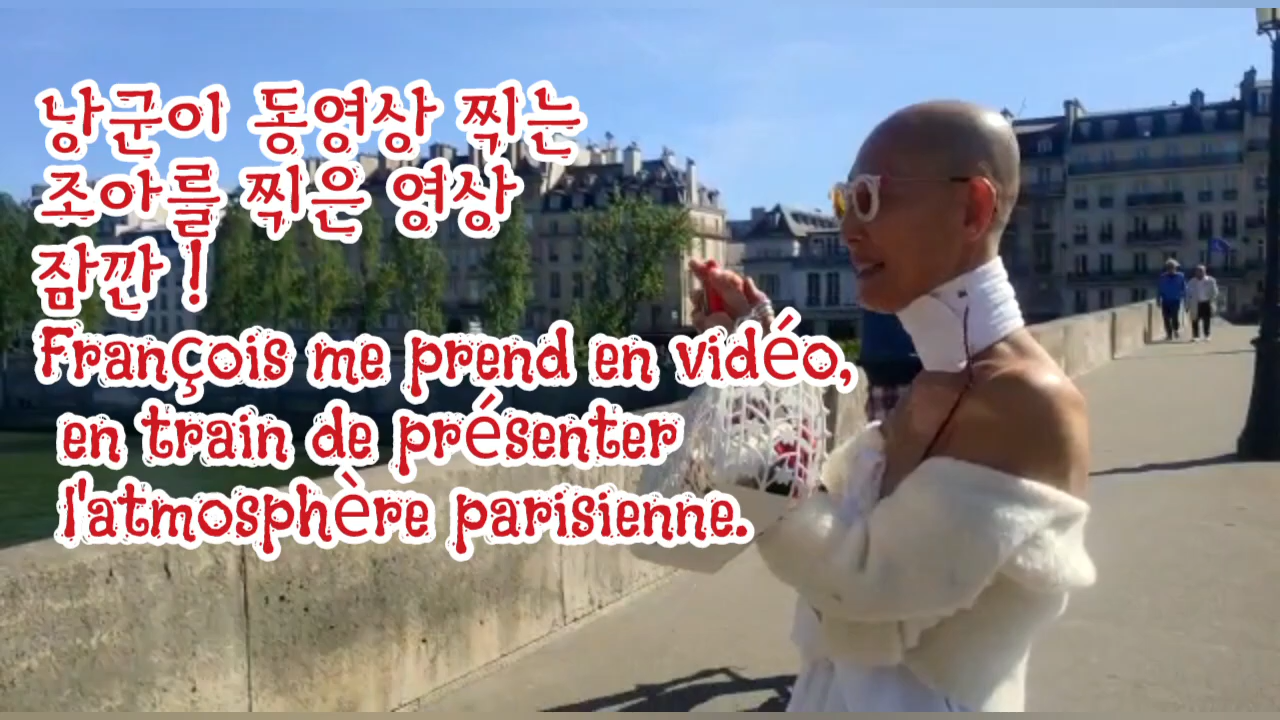 낭군이 동영상 찍는
조아를 찍은 영상
잠깐 !
François me prend en vidéo,
en train de présenter
l'atmosphère parisienne.